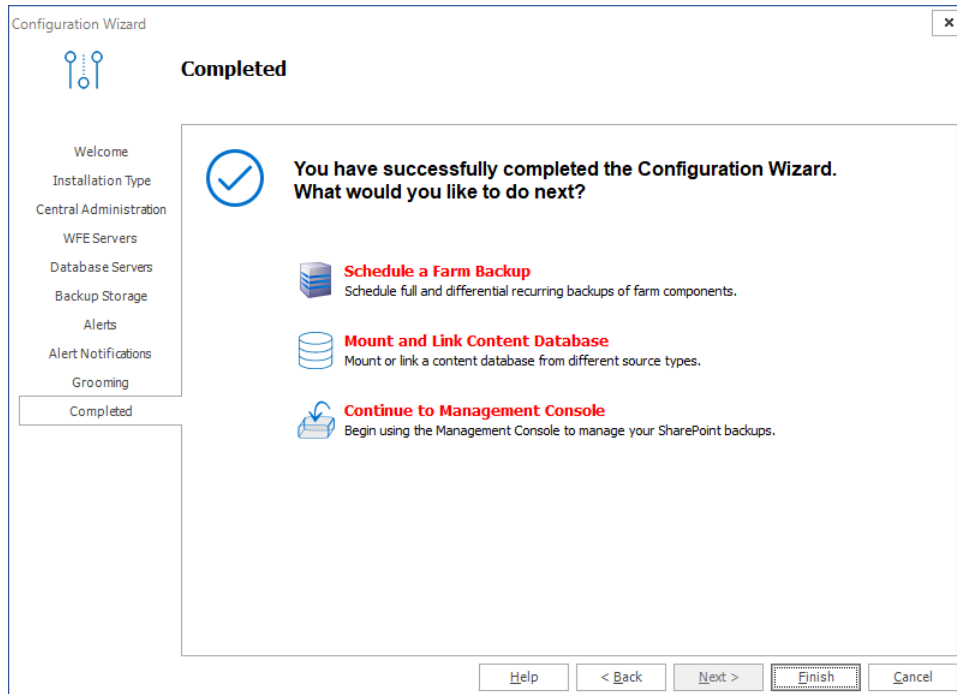 Configuration Wizard
Completed
Welcome
Installation Type
Central Administration
WFE Servers
Database Servers
Backup Storage
Alerts
Alert Notifications
Grooming
Completed
You have successfully completed the Configuration Wizard.
What would you like to do next?
Schedule a Farm Backup
Schedule full and differential recurring backups of farm components.
Mount and Link Content Database
Mount or link a content database from different source types.
Continue to Management Console
Begin using the Management Console to manage your SharePoint backups.
Help
< Back
Next >
Finish
Cancel